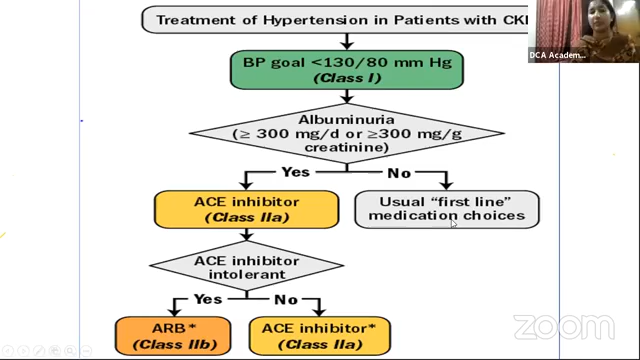 Treatment of Hypertension in Patients with CK
DCA Academ...
BP goal <130/80 mm Hg
(Class I)
Albuminuria
(≥ 300 mg/d or ≥300 mg/g
creatinine)
Yes
No
ACE inhibitor
(Class IIa)
Usual "first line"
medication choices
ACE inhibitor
intolerant
Yes
No
ARB*
(Class IIb)
ACE inhibitor*
(Class IIa)
zoom